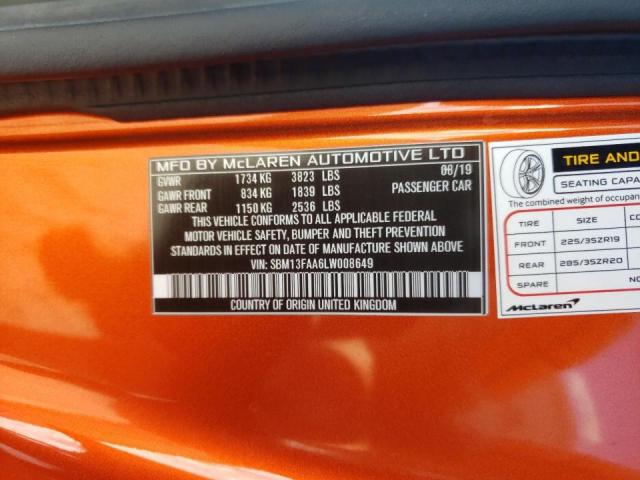 MFD BY McLAREN AUTOMOTIVE LTD
GVWR 1734 KG 3823 LBS 06/19
GAWR FRONT 834 KG 1839 LBS PASSENGER CAR
GAWR REAR 1150 KG 2536 LBS
THIS VEHICLE CONFORMS TO ALL APPLICABLE FEDERAL
MOTOR VEHICLE SAFETY, BUMPER AND THEFT PREVENTION
STANDARDS IN EFFECT ON DATE OF MANUFACTURE SHOWN ABOVE
VIN: SBM13FAA6LW008649
COUNTRY OF ORIGIN UNITED KINGDOM
TIRE AND
SEATING CAPA
The combined weight of occupan
TIRE SIZE CO
FRONT 225/35ZR19
REAR 285/35ZR20
SPARE NO
McLaren